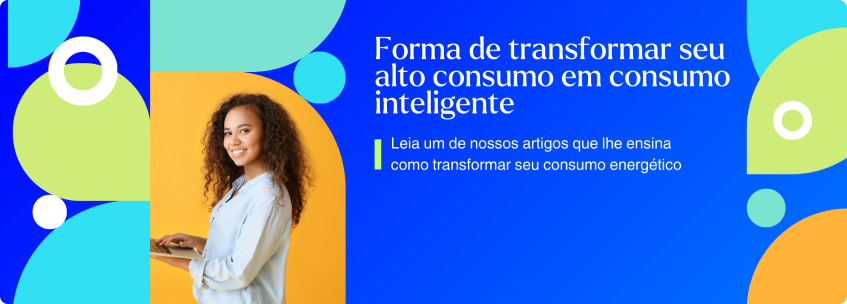 Forma de transformar seu
alto consumo em consumo
inteligente
Leia um de nossos artigos que lhe ensina
como transformar seu consumo energético